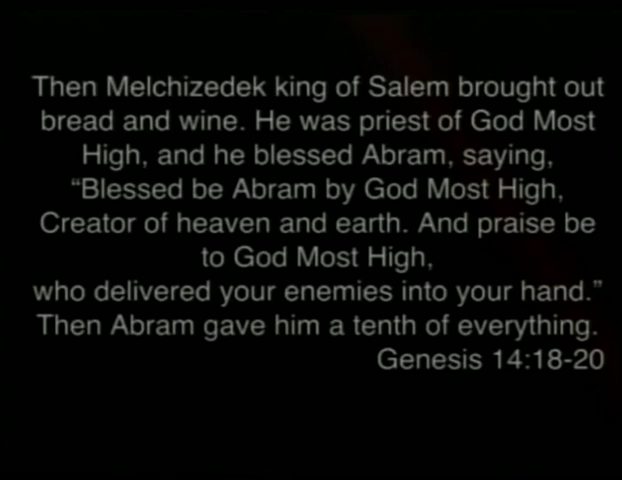 Then Melchizedek king of Salem brought out
bread and wine. He was priest of God Most
High, and he blessed Abram, saying,
“Blessed be Abram by God Most High,
Creator of heaven and earth. And praise be
to God Most High,
who delivered your enemies into your hand.”
Then Abram gave him a tenth of everything.
Genesis 14:18-20